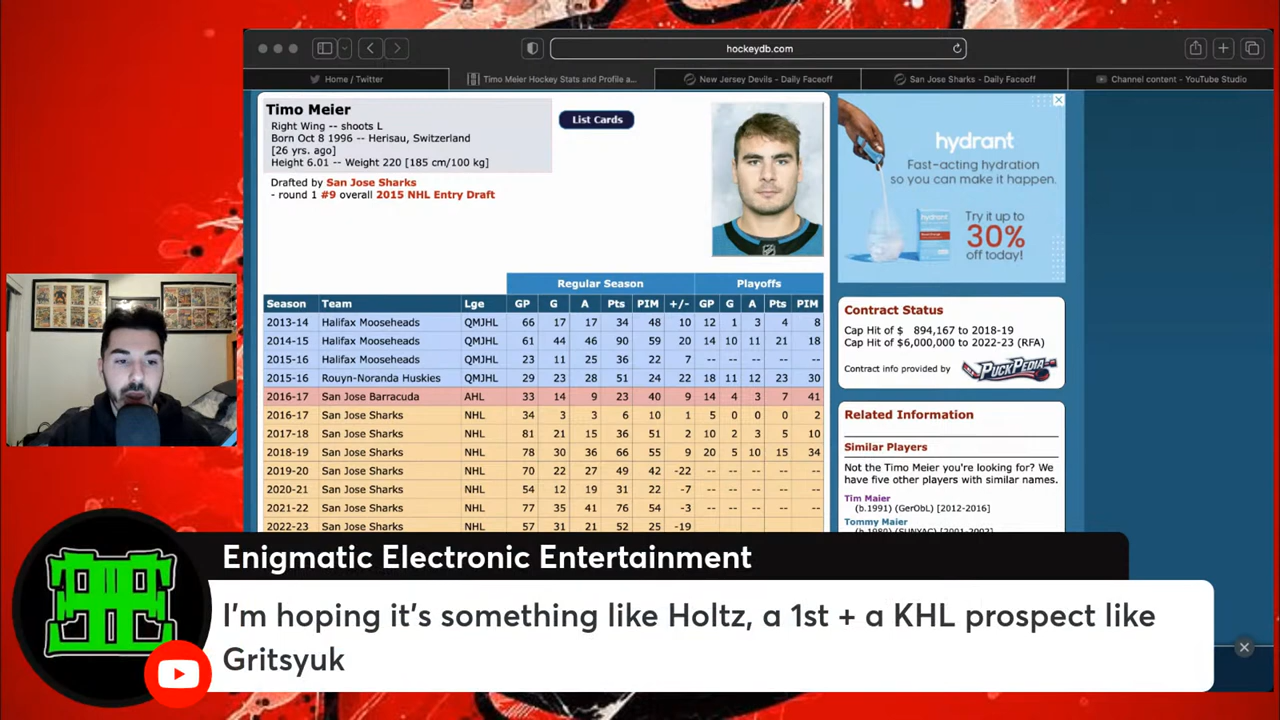 hockeydb.com
Home / Twitter
Timo Meier Hockey Stats and Profile a...
New Jersey Devils - Daily Faceoff
San Jose Sharks - Daily Faceoff
Channel content - YouTube Studio
Timo Meier
Right Wing -- shoots L
Born Oct 8 1996 -- Herisau, Switzerland
[26 yrs. ago]
Height 6.01 -- Weight 220 [185 cm/100 kg]
List Cards
Drafted by San Jose Sharks
- round 1 #9 overall 2015 NHL Entry Draft
hydrant
Fast-acting hydration
so you can make it happen.
hydrant
Try it up to
30%
off today!
Regular Season Playoffs
Season Team Lge GP G A Pts PIM +/- GP G A Pts PIM
2013-14 Halifax Mooseheads QMJHL 66 17 17 34 48 10 12 1 3 4 8
2014-15 Halifax Mooseheads QMJHL 61 44 46 90 59 20 14 10 11 21 18
2015-16 Halifax Mooseheads QMJHL 23 11 25 36 22 7 -- -- -- -- --
2015-16 Rouyn-Noranda Huskies QMJHL 29 23 28 51 24 22 18 11 12 23 30
2016-17 San Jose Barracuda AHL 33 14 9 23 40 9 14 4 3 7 41
2016-17 San Jose Sharks NHL 34 3 3 6 10 1 5 0 0 0 2
2017-18 San Jose Sharks NHL 81 21 15 36 51 2 10 2 3 5 10
2018-19 San Jose Sharks NHL 78 30 36 66 55 9 20 5 10 15 34
2019-20 San Jose Sharks NHL 70 22 27 49 42 -22 -- -- -- -- --
2020-21 San Jose Sharks NHL 54 12 19 31 22 -7 -- -- -- -- --
2021-22 San Jose Sharks NHL 77 35 41 76 54 -3 -- -- -- -- --
2022-23 San Jose Sharks NHL 57 31 21 52 25 -19
Contract Status
Cap Hit of $ 894,167 to 2018-19
Cap Hit of $6,000,000 to 2022-23 (RFA)
Contract info provided by PUCKPEDIA
Related Information
Similar Players
Not the Timo Meier you're looking for? We
have five other players with similar names.
Tim Maier
(b.1991) (GerObL) [2012-2016]
Tommy Maier
(b.1980) (SUNYAC) [2001-2002]
Enigmatic Electronic Entertainment
I'm hoping it's something like Holtz, a 1st + a KHL prospect like
Gritsyuk